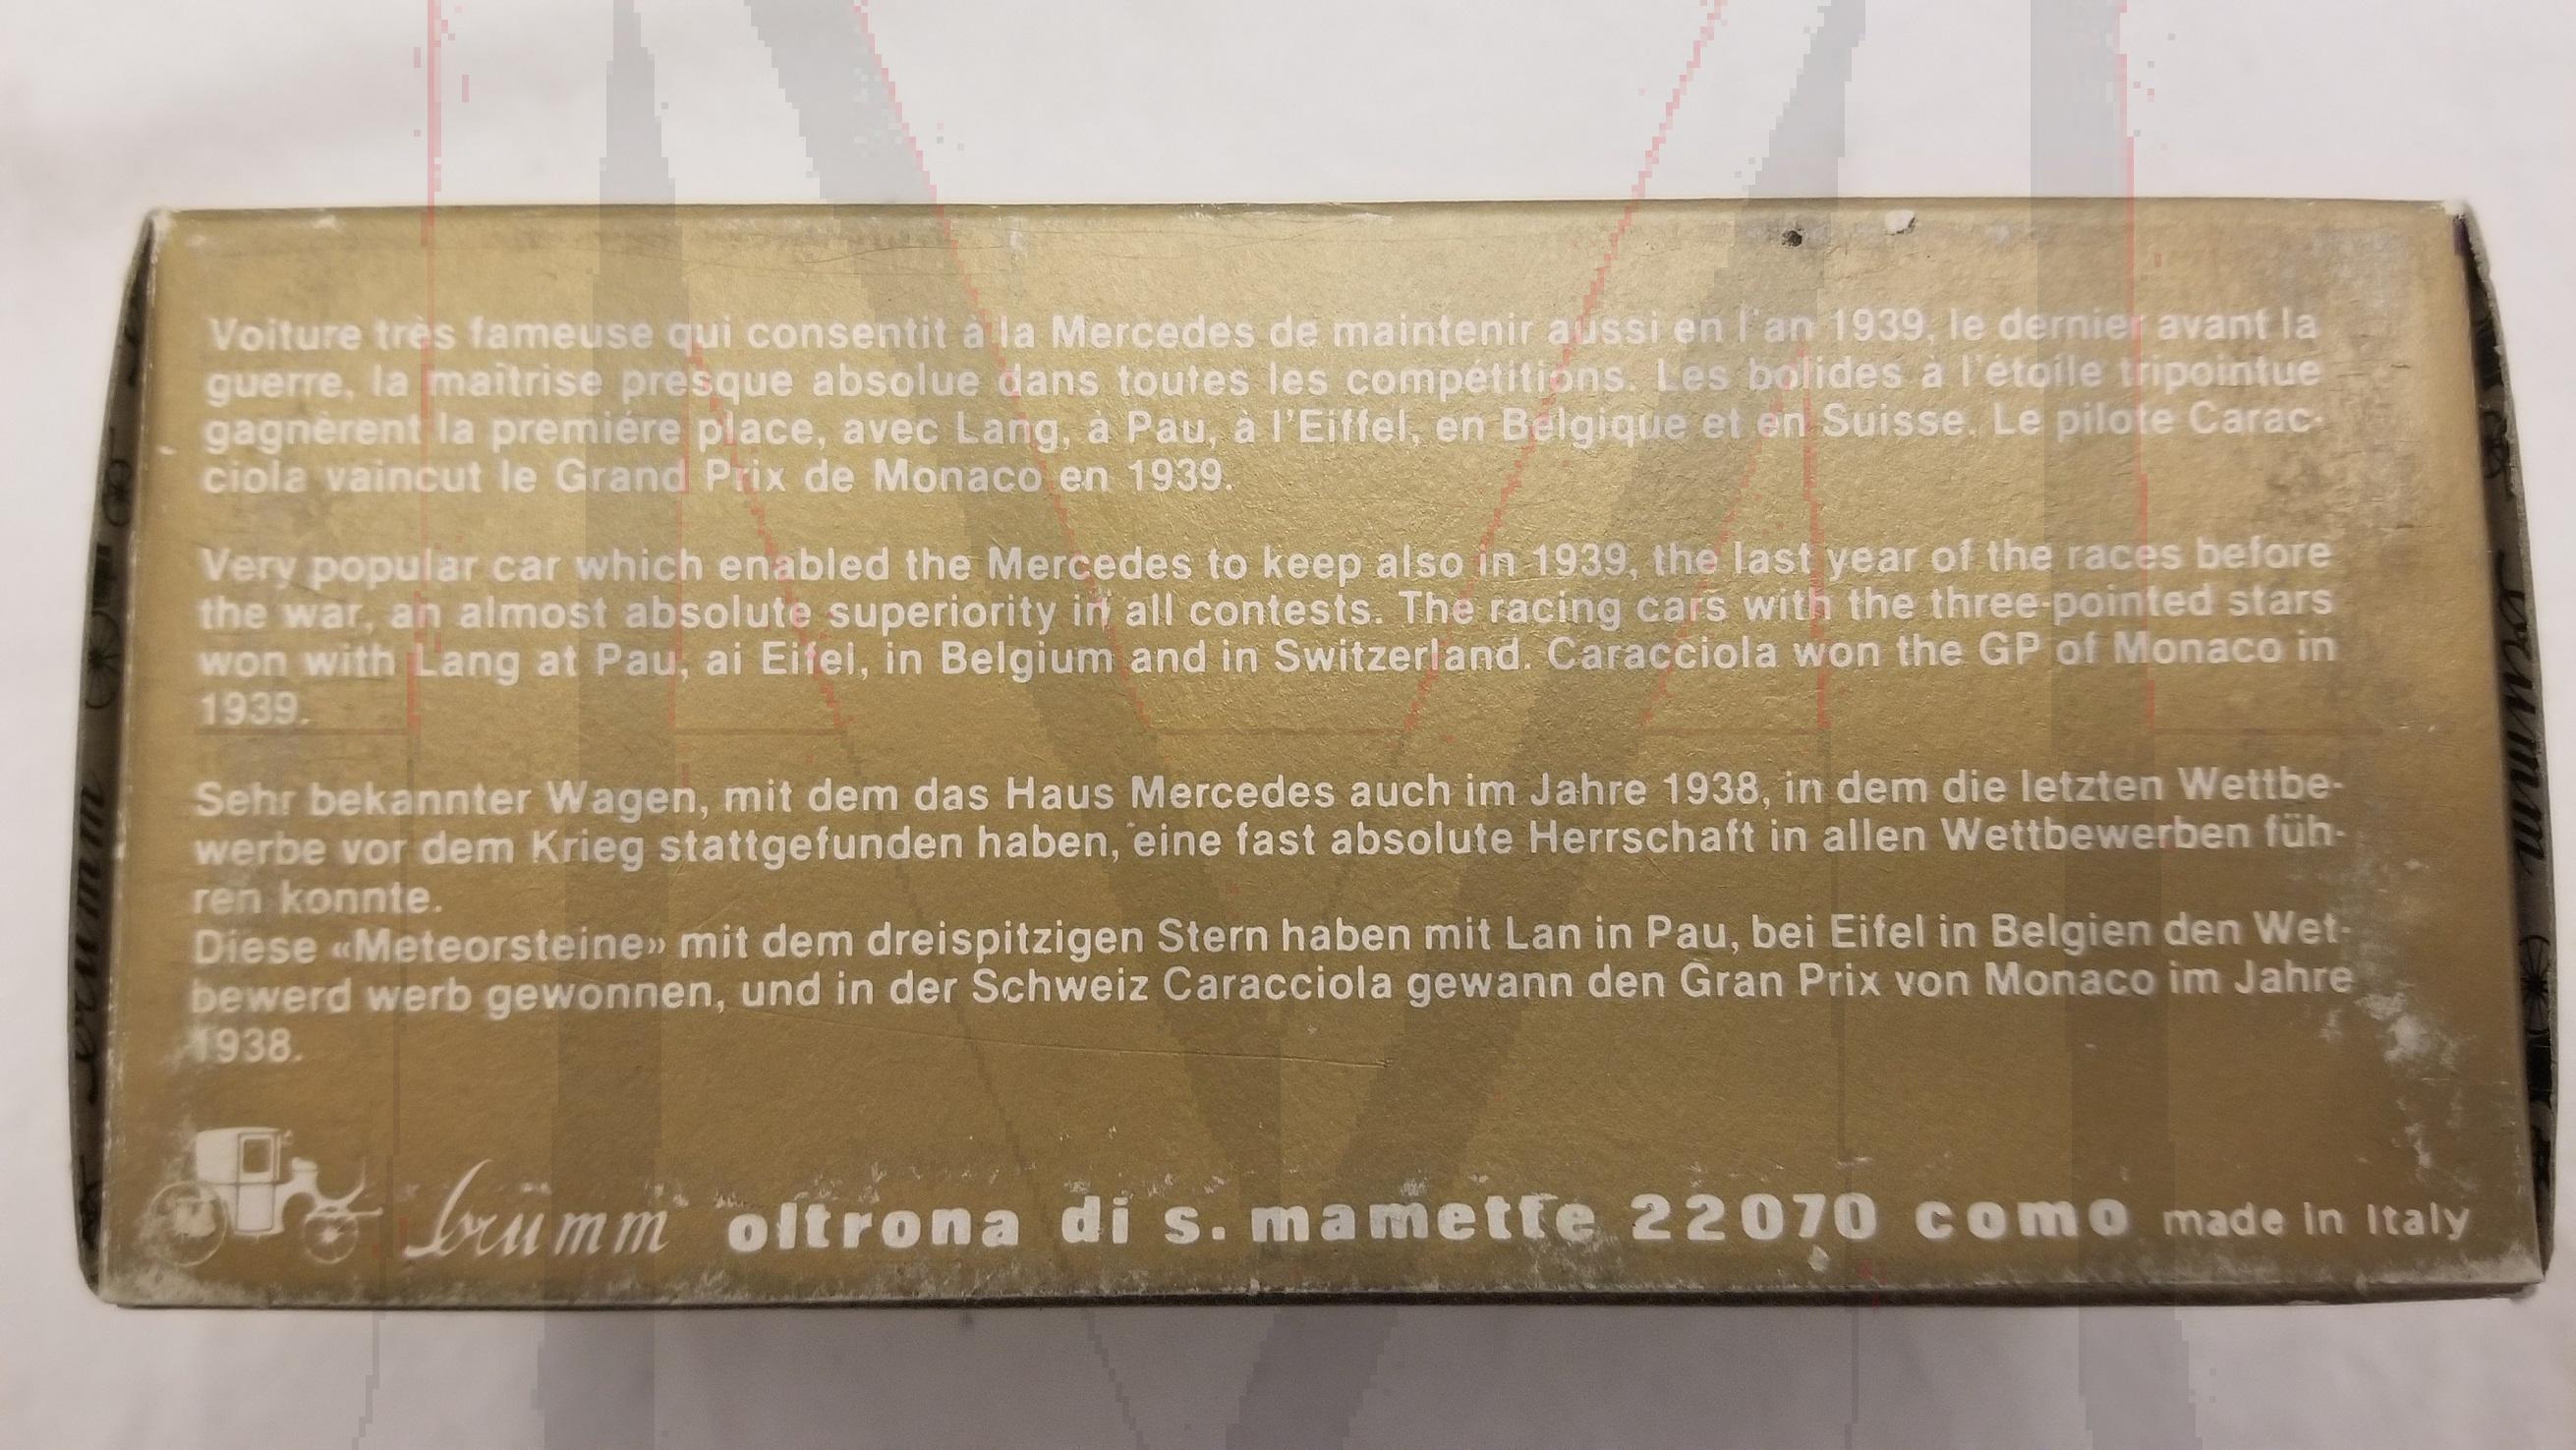 Voiture très fameuse qui consentit à la Mercedes de maintenir aussi en l'an 1939, le dernier avant la
guerre, la maîtrise presque absolue dans toutes les compétitions. Les bolides à l'étoile tripointue
gagnèrent la premiére place, avec Lang, à Pau, à l'Eiffel, en Belgique et en Suisse. Le pilote Carac-
ciola vaincut le Grand Prix de Monaco en 1939.
Very popular car which enabled the Mercedes to keep also in 1939, the last year of the races before
the war, an almost absolute superiority in all contests. The racing cars with the three-pointed stars
won with Lang at Pau, ai Eifel, in Belgium and in Switzerland. Caracciola won the GP of Monaco in
1939.
Sehr bekannter Wagen, mit dem das Haus Mercedes auch im Jahre 1938, in dem die letzten Wettbe-
werbe vor dem Krieg stattgefunden haben, eine fast absolute Herrschaft in allen Wettbewerben füh-
ren konnte.
Diese «Meteorsteine» mit dem dreispitzigen Stern haben mit Lan in Pau, bei Eifel in Belgien den Wet-
bewerd werb gewonnen, und in der Schweiz Caracciola gewann den Gran Prix von Monaco im Jahre
1938.
brumm oltrona di s. mamette 22070 como made in Italy